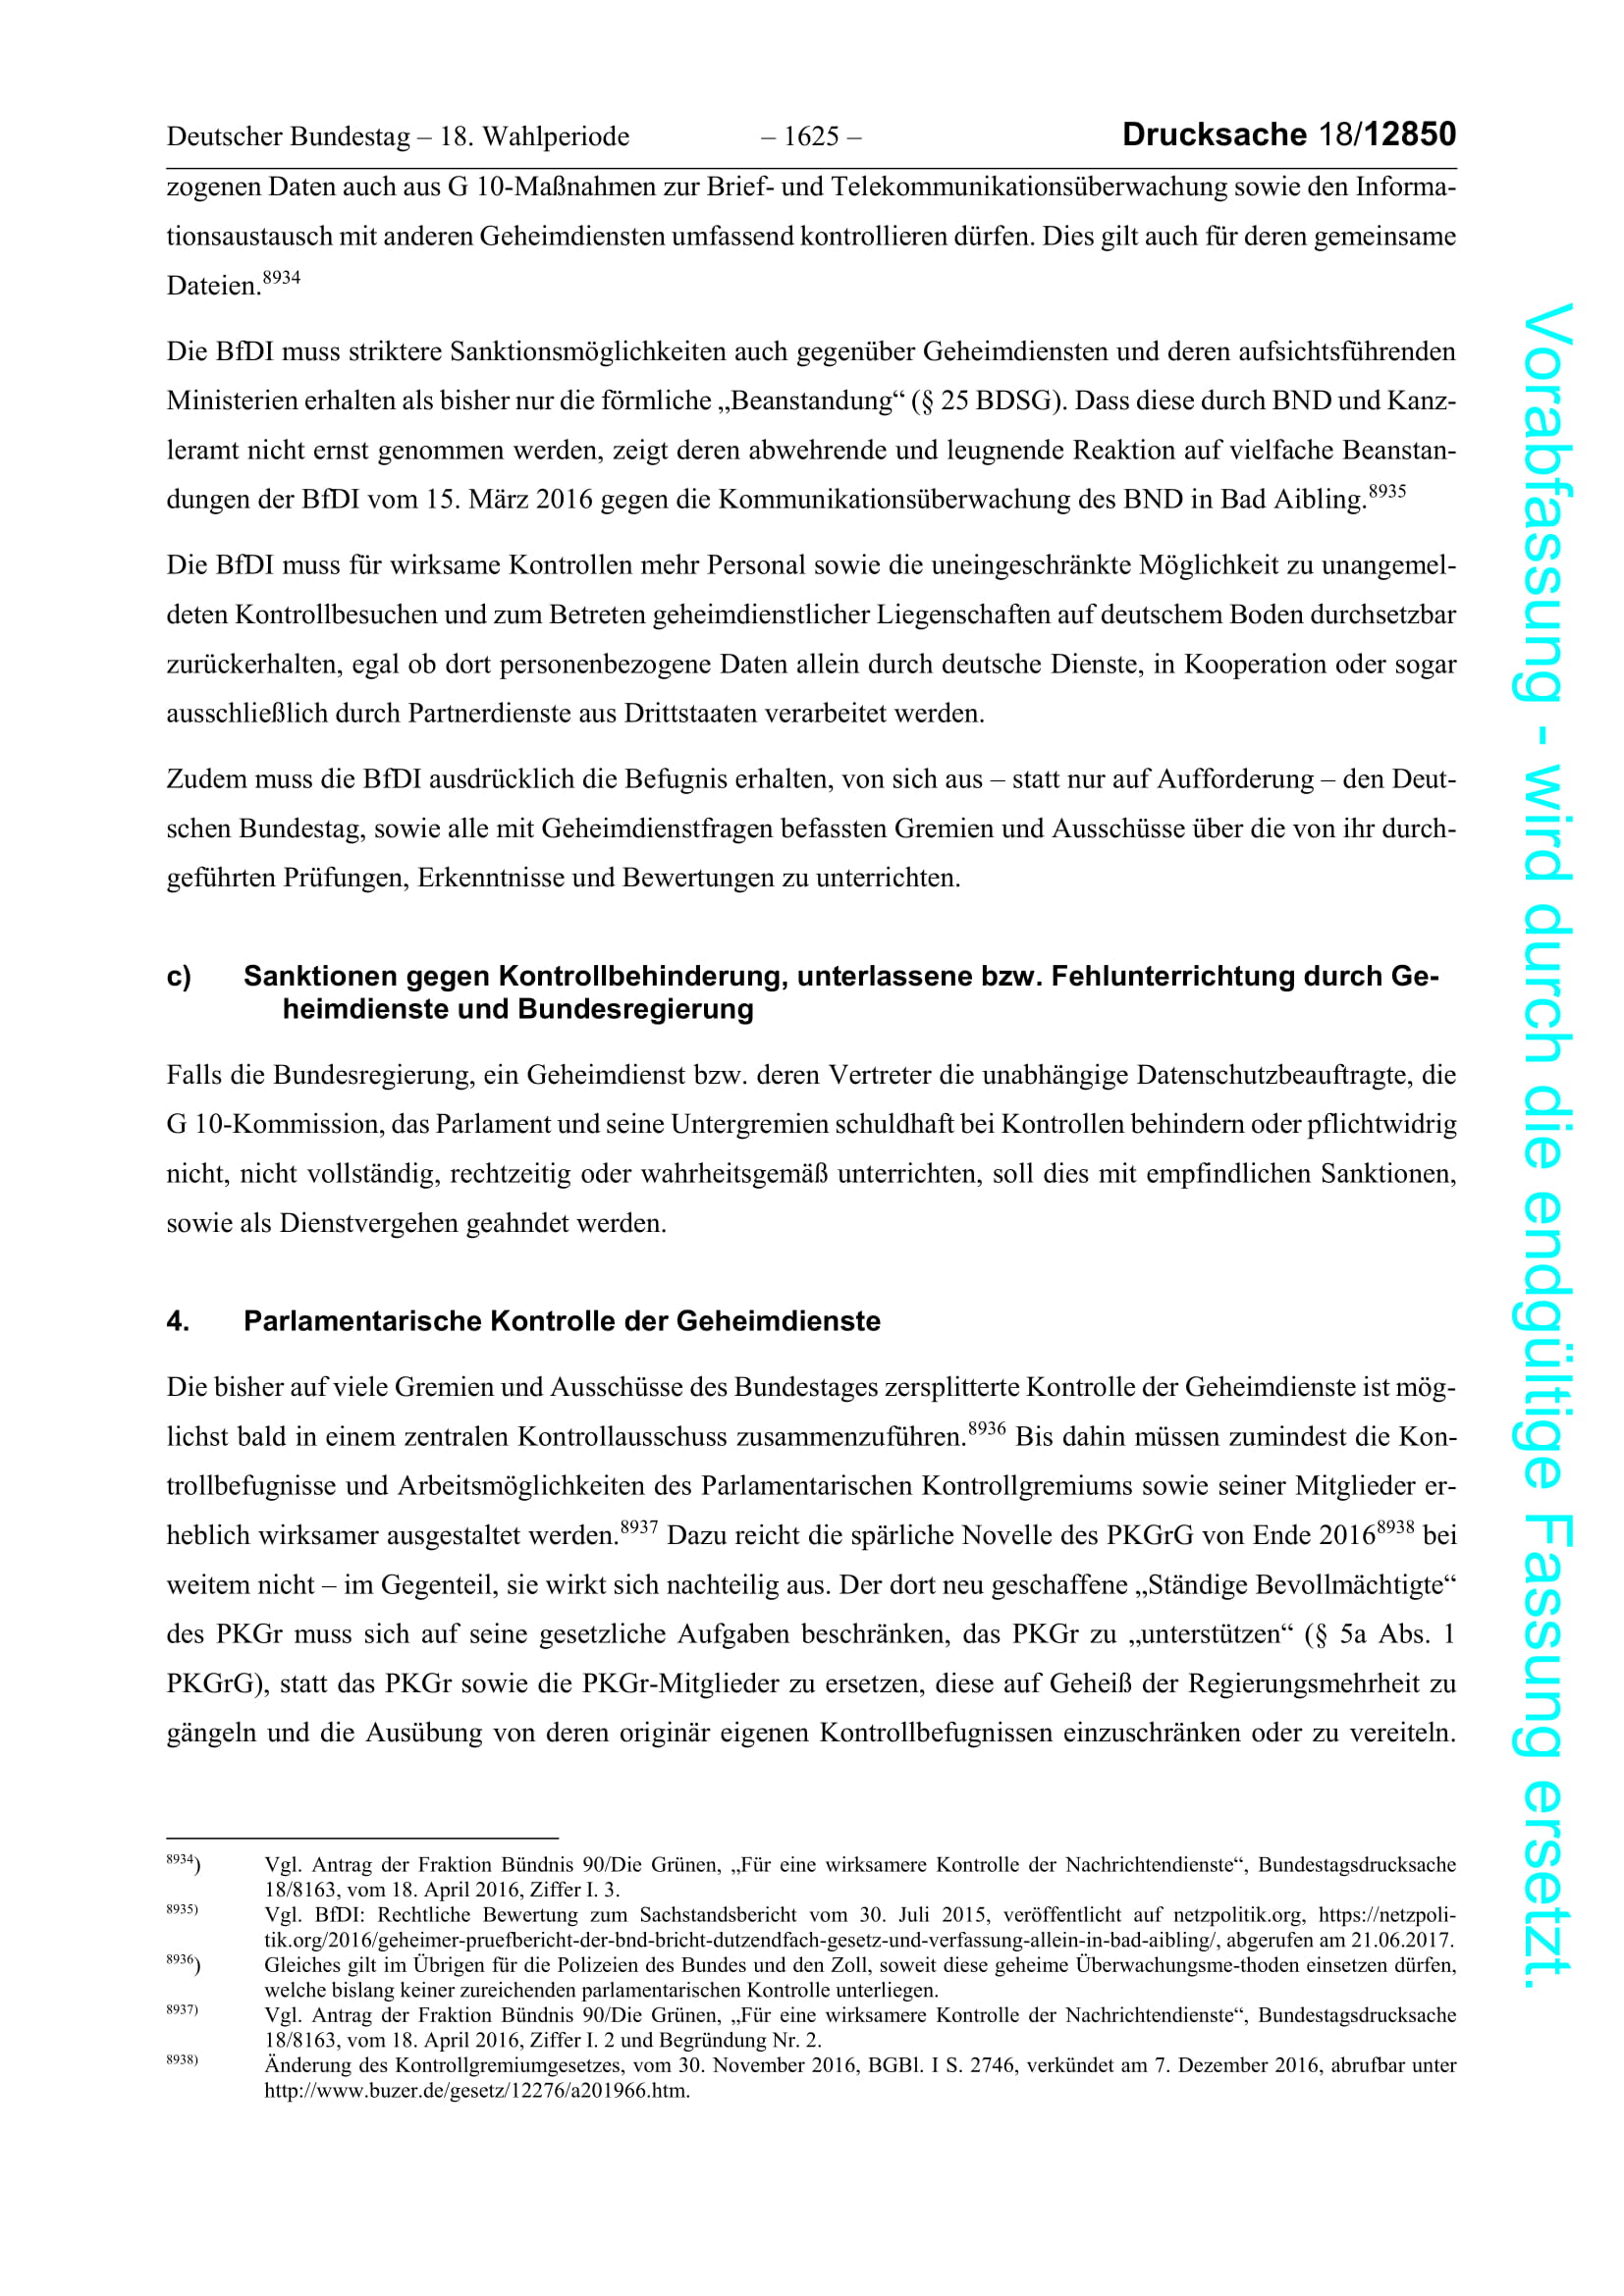 Deutscher Bundestag – 18. Wahlperiode – 1625 – Drucksache 18/12850
zogenen Daten auch aus G 10-Maßnahmen zur Brief- und Telekommunikationsüberwachung sowie den Informa-
tionsaustausch mit anderen Geheimdiensten umfassend kontrollieren dürfen. Dies gilt auch für deren gemeinsame
Dateien.8934
Die BfDI muss striktere Sanktionsmöglichkeiten auch gegenüber Geheimdiensten und deren aufsichtsführenden
Ministerien erhalten als bisher nur die förmliche „Beanstandung“ (§ 25 BDSG). Dass diese durch BND und Kanz-
leramt nicht ernst genommen werden, zeigt deren abwehrende und leugnende Reaktion auf vielfache Beanstan-
dungen der BfDI vom 15. März 2016 gegen die Kommunikationsüberwachung des BND in Bad Aibling.8935
Die BfDI muss für wirksame Kontrollen mehr Personal sowie die uneingeschränkte Möglichkeit zu unangemel-
deten Kontrollbesuchen und zum Betreten geheimdienstlicher Liegenschaften auf deutschem Boden durchsetzbar
zurückerhalten, egal ob dort personenbezogene Daten allein durch deutsche Dienste, in Kooperation oder sogar
ausschließlich durch Partnerdienste aus Drittstaaten verarbeitet werden.
Zudem muss die BfDI ausdrücklich die Befugnis erhalten, von sich aus – statt nur auf Aufforderung – den Deut-
schen Bundestag, sowie alle mit Geheimdienstfragen befassten Gremien und Ausschüsse über die von ihr durch-
geführten Prüfungen, Erkenntnisse und Bewertungen zu unterrichten.
c) Sanktionen gegen Kontrollbehinderung, unterlassene bzw. Fehlunterrichtung durch Ge-
heimdienste und Bundesregierung
Falls die Bundesregierung, ein Geheimdienst bzw. deren Vertreter die unabhängige Datenschutzbeauftragte, die
G 10-Kommission, das Parlament und seine Untergremien schuldhaft bei Kontrollen behindern oder pflichtwidrig
nicht, nicht vollständig, rechtzeitig oder wahrheitsgemäß unterrichten, soll dies mit empfindlichen Sanktionen,
sowie als Dienstvergehen geahndet werden.
4. Parlamentarische Kontrolle der Geheimdienste
Die bisher auf viele Gremien und Ausschüsse des Bundestages zersplitterte Kontrolle der Geheimdienste ist mög-
lichst bald in einem zentralen Kontrollausschuss zusammenzuführen.8936 Bis dahin müssen zumindest die Kon-
trollbefugnisse und Arbeitsmöglichkeiten des Parlamentarischen Kontrollgremiums sowie seiner Mitglieder er-
heblich wirksamer ausgestaltet werden.8937 Dazu reicht die spärliche Novelle des PKGrG von Ende 20168938 bei
weitem nicht – im Gegenteil, sie wirkt sich nachteilig aus. Der dort neu geschaffene „Ständige Bevollmächtigte“
des PKGr muss sich auf seine gesetzliche Aufgaben beschränken, das PKGr zu „unterstützen“ (§ 5a Abs. 1
PKGrG), statt das PKGr sowie die PKGr-Mitglieder zu ersetzen, diese auf Geheiß der Regierungsmehrheit zu
gängeln und die Ausübung von deren originär eigenen Kontrollbefugnissen einzuschränken oder zu vereiteln.
8934) Vgl. Antrag der Fraktion Bündnis 90/Die Grünen, „Für eine wirksamere Kontrolle der Nachrichtendienste“, Bundestagsdrucksache
18/8163, vom 18. April 2016, Ziffer I. 3.
8935) Vgl. BfDI: Rechtliche Bewertung zum Sachstandsbericht vom 30. Juli 2015, veröffentlicht auf netzpolitik.org, https://netzpoli-
tik.org/2016/geheimer-pruefbericht-der-bnd-bricht-dutzendfach-gesetz-und-verfassung-allein-in-bad-aibling/, abgerufen am 21.06.2017.
8936) Gleiches gilt im Übrigen für die Polizeien des Bundes und den Zoll, soweit diese geheime Überwachungsme-thoden einsetzen dürfen,
welche bislang keiner zureichenden parlamentarischen Kontrolle unterliegen.
8937) Vgl. Antrag der Fraktion Bündnis 90/Die Grünen, „Für eine wirksamere Kontrolle der Nachrichtendienste“, Bundestagsdrucksache
18/8163, vom 18. April 2016, Ziffer I. 2 und Begründung Nr. 2.
8938) Änderung des Kontrollgremiumgesetzes, vom 30. November 2016, BGBl. I S. 2746, verkündet am 7. Dezember 2016, abrufbar unter
http://www.buzer.de/gesetz/12276/a201966.htm.
Vorabfassung - wird durch die endgültige Fassung ersetzt.